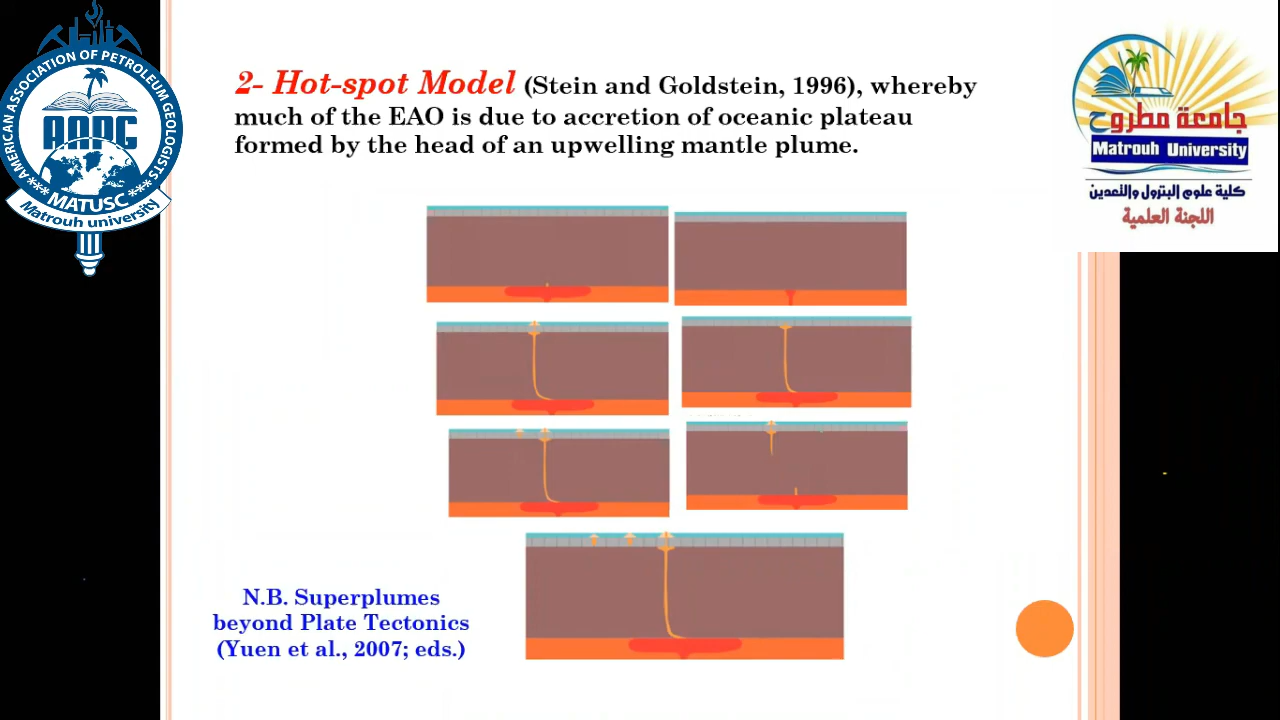 AMERICAN ASSOCIATION OF PETROLEUM GEOLOGISTS
AAPG
*** MATUSC ***
Matrouh university
2- Hot-spot Model (Stein and Goldstein, 1996), whereby
much of the EAO is due to accretion of oceanic plateau
formed by the head of an upwelling mantle plume.
جامعة مطروح
Matrouh University
كلية علوم البترول والتعدين
اللجنة العلمية
N.B. Superplumes
beyond Plate Tectonics
(Yuen et al., 2007; eds.)